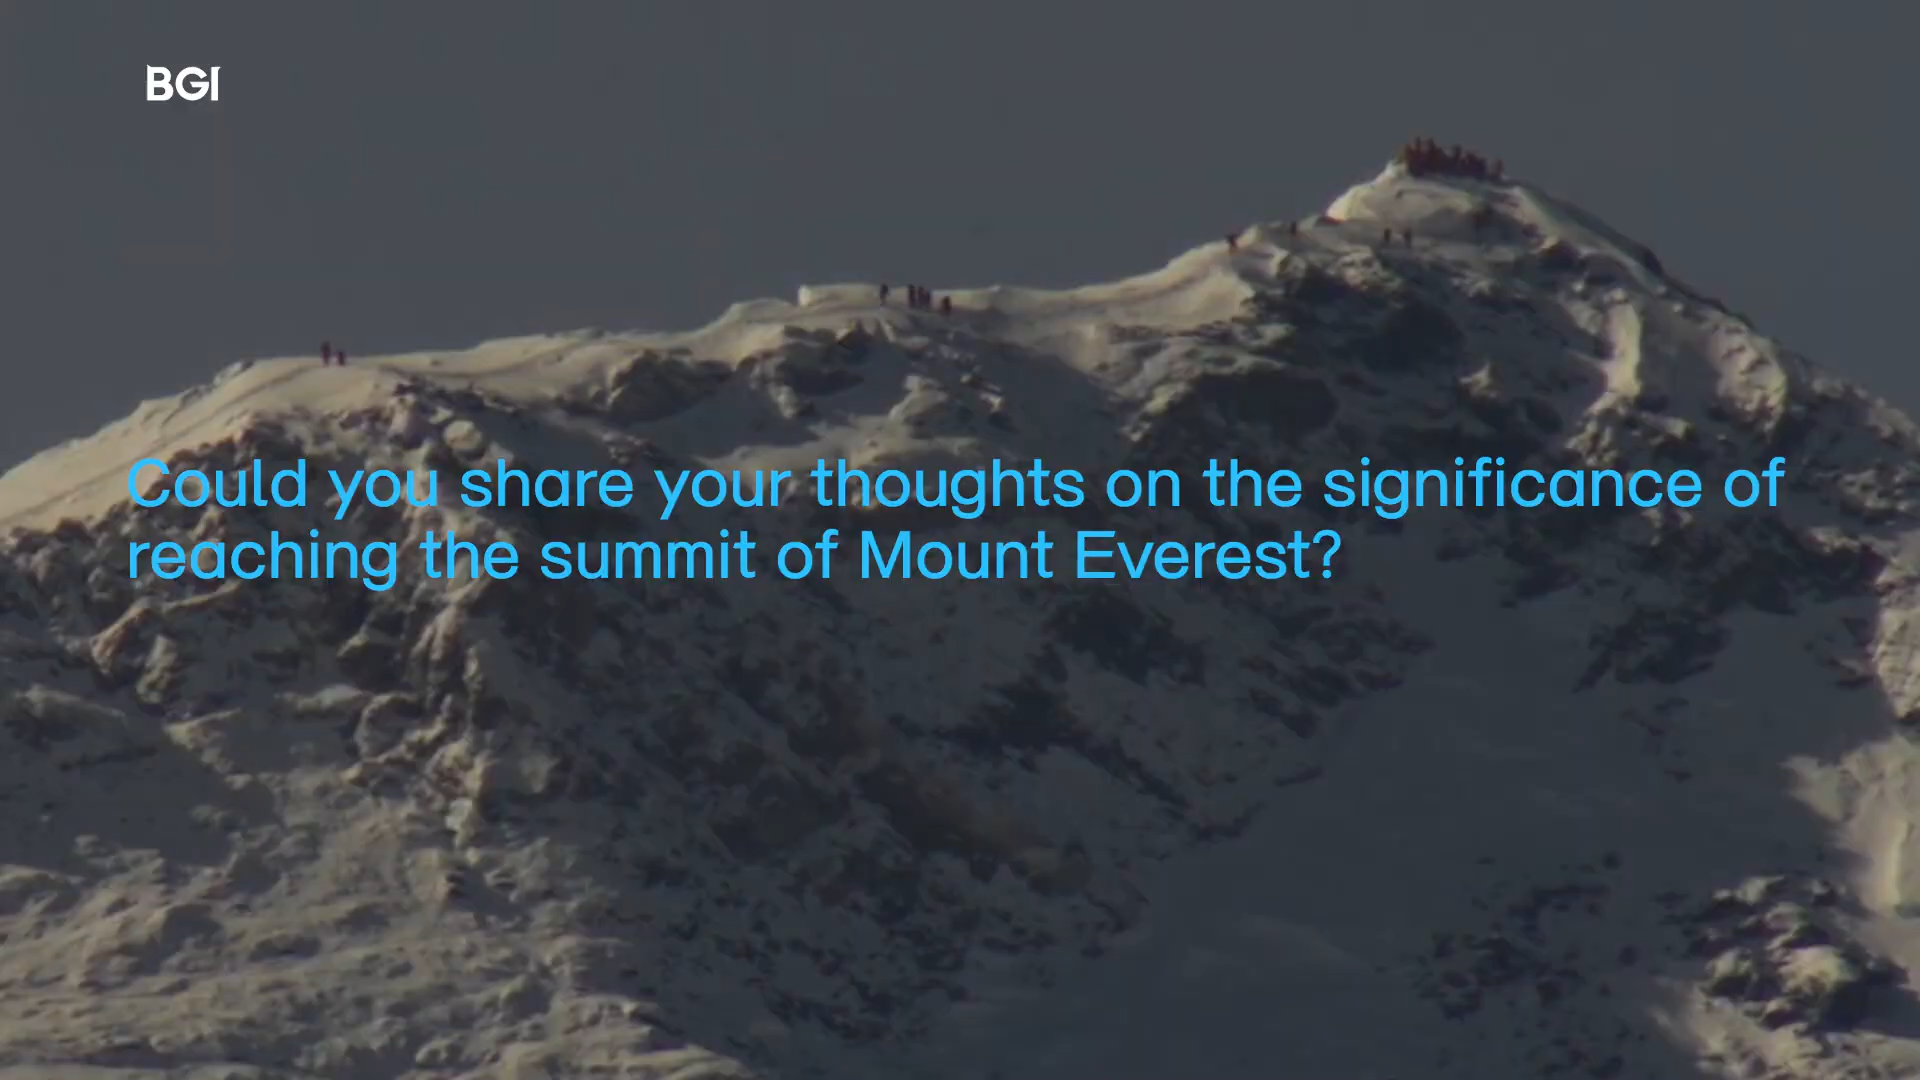 BGI
Could you share your thoughts on the significance of
reaching the summit of Mount Everest?